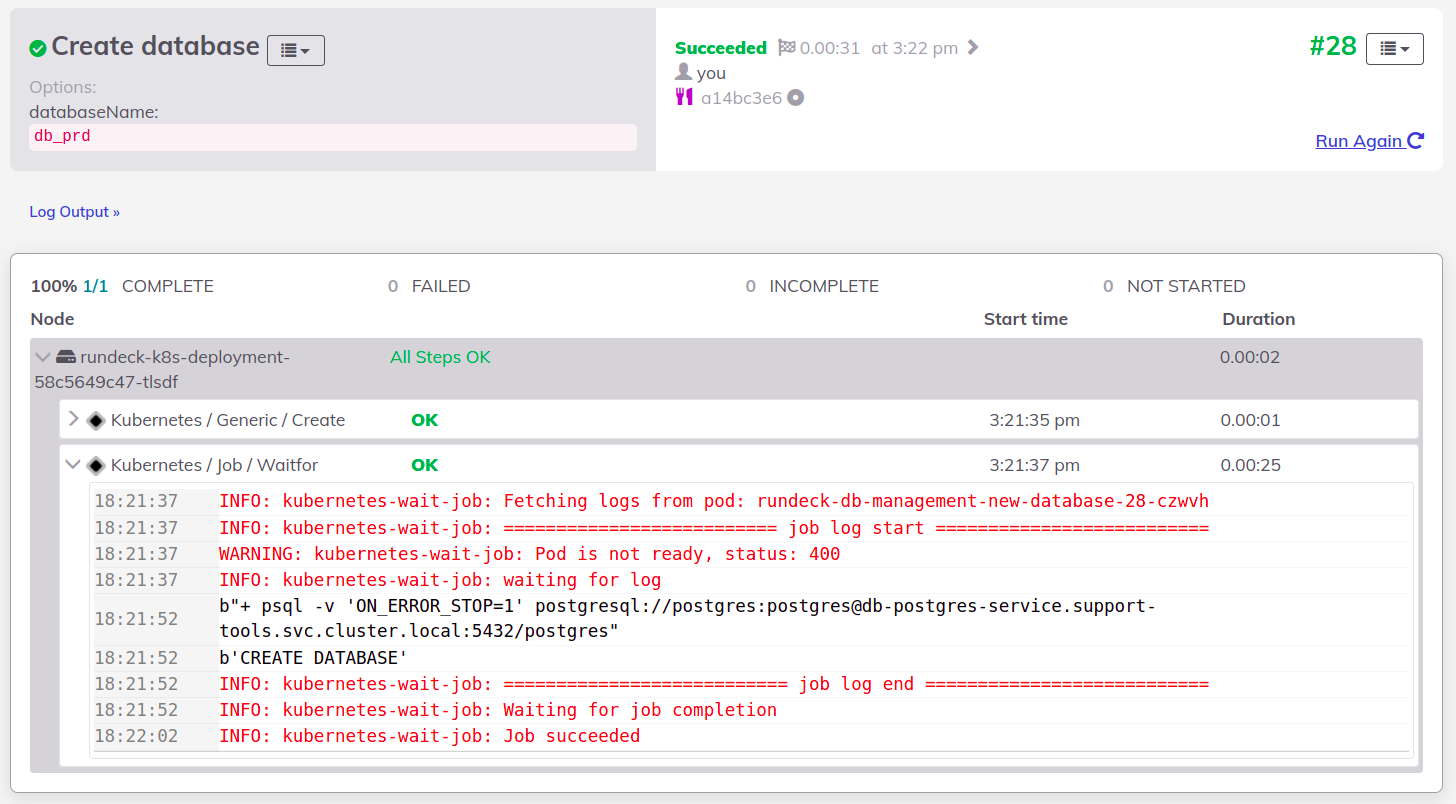 Create database
Options:
databaseName:
db_prd
Succeeded 0.00:31 at 3:22 pm
you
a14bc3e6
#28
Run Again
Log Output »
100% 1/1 COMPLETE 0 FAILED 0 INCOMPLETE 0 NOT STARTED
Node Start time Duration
rundeck-k8s-deployment-
58c5649c47-tlsdf All Steps OK 0.00:02
Kubernetes / Generic / Create OK 3:21:35 pm 0.00:01
Kubernetes / Job / Waitfor OK 3:21:37 pm 0.00:25
18:21:37 INFO: kubernetes-wait-job: Fetching logs from pod: rundeck-db-management-new-database-28-czwvh
18:21:37 INFO: kubernetes-wait-job: ========================== job log start ==========================
18:21:37 WARNING: kubernetes-wait-job: Pod is not ready, status: 400
18:21:37 INFO: kubernetes-wait-job: waiting for log
18:21:52 b"+ psql -v 'ON_ERROR_STOP=1' postgresql://postgres:postgres@db-postgres-service.support-
tools.svc.cluster.local:5432/postgres"
18:21:52 b'CREATE DATABASE'
18:21:52 INFO: kubernetes-wait-job: =========================== job log end ===========================
18:21:52 INFO: kubernetes-wait-job: Waiting for job completion
18:22:02 INFO: kubernetes-wait-job: Job succeeded